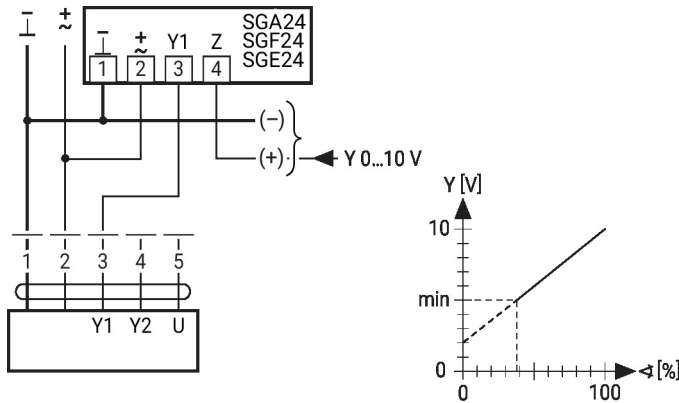 ⊥ ~
SGA24
SGF24
SGE24
⊥ ~ Y1 Z
1 2 3 4
(–)
(+)
Y 0...10 V
1 2 3 4 5
Y1 Y2 U
Y [V]
10
min
0
∢ [%]
0 100